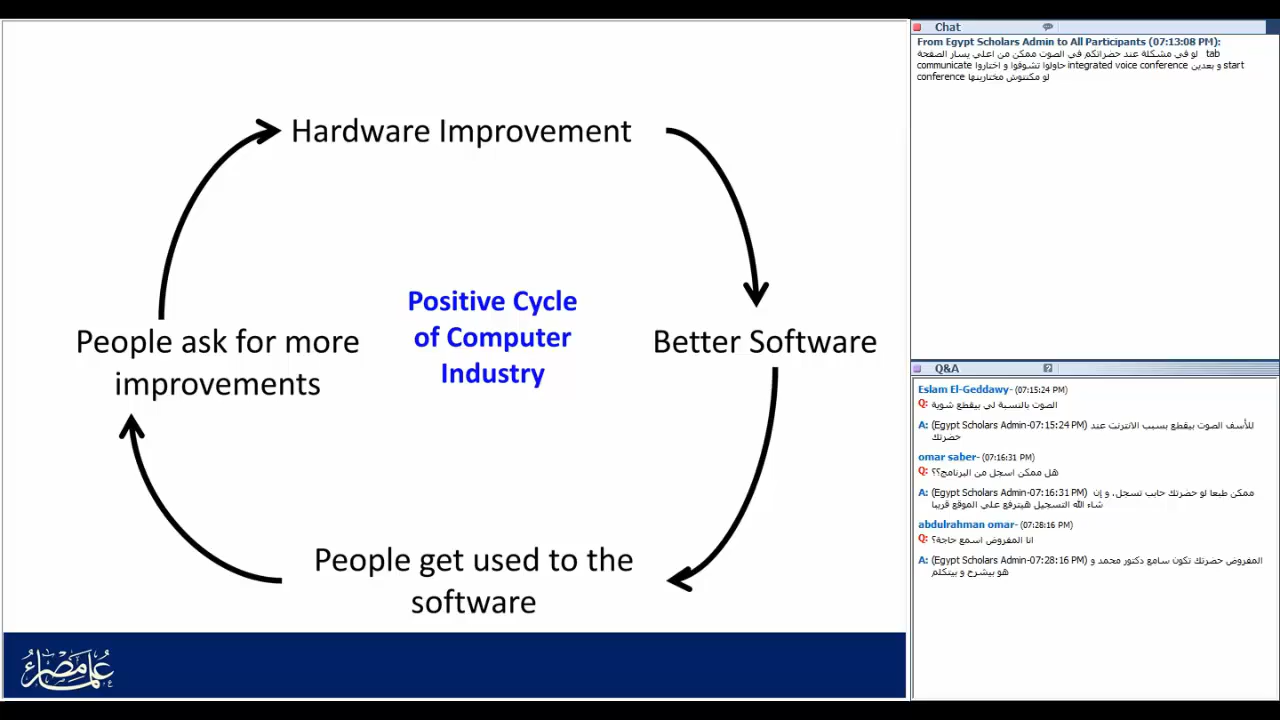 Hardware Improvement
Positive Cycle
of Computer
Industry
People ask for more
improvements
Better Software
People get used to the
software
علماء مصر
Chat
From Egypt Scholars Admin to All Participants (07:13:08 PM):
لو في مشكلة عند حضراتكم في الصوت ممكن من اعلي يسار الصفحة tab
communicate حاولوا تشوفوا و اختاروا integrated voice conference و بعدين start
conference لو مكنتوش مختارينها
Q&A
Eslam El-Geddawy- (07:15:24 PM)
Q: الصوت بالنسبة لي بيقطع شوية
A: (Egypt Scholars Admin-07:15:24 PM) للأسف الصوت بيقطع بسبب الانترنت عند
حضرتك
omar saber- (07:16:31 PM)
Q: هل ممكن اسجل من البرنامج؟؟
A: (Egypt Scholars Admin-07:16:31 PM) ممكن طبعا لو حضرتك حابب تسجل، و إن
شاء الله التسجيل هيترفع علي الموقع قريبا
abdulrahman omar- (07:28:16 PM)
Q: انا المفروض اسمع حاجة؟
A: (Egypt Scholars Admin-07:28:16 PM) المفروض حضرتك تكون سامع دكتور محمد و
هو بيشرح و بيتكلم